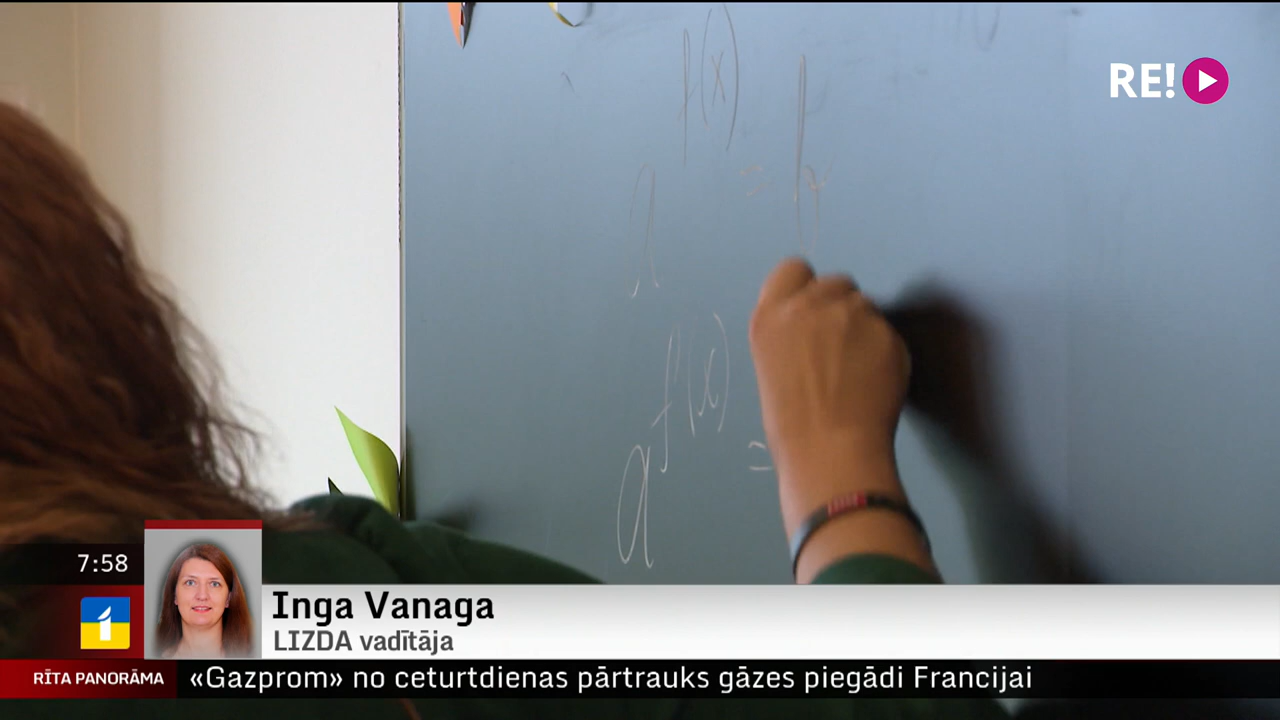 RE!
f(x)
a = b
f(x)
a =
7:58
1
Inga Vanaga
LIZDA vadītāja
RĪTA PANORĀMA «Gazprom» no ceturtdienas pārtrauks gāzes piegādi Francijai